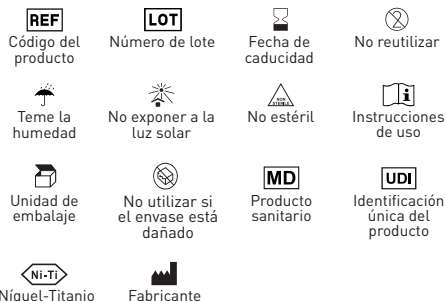 REF LOT
Código del producto
Número de lote
Fecha de caducidad
No reutilizar
NON STERILE
i
Teme la humedad
No exponer a la luz solar
No estéril
Instrucciones de uso
MD UDI
Unidad de embalaje
No utilizar si el envase está dañado
Producto sanitario
Identificación única del producto
Ni-Ti
Níquel-Titanio
Fabricante